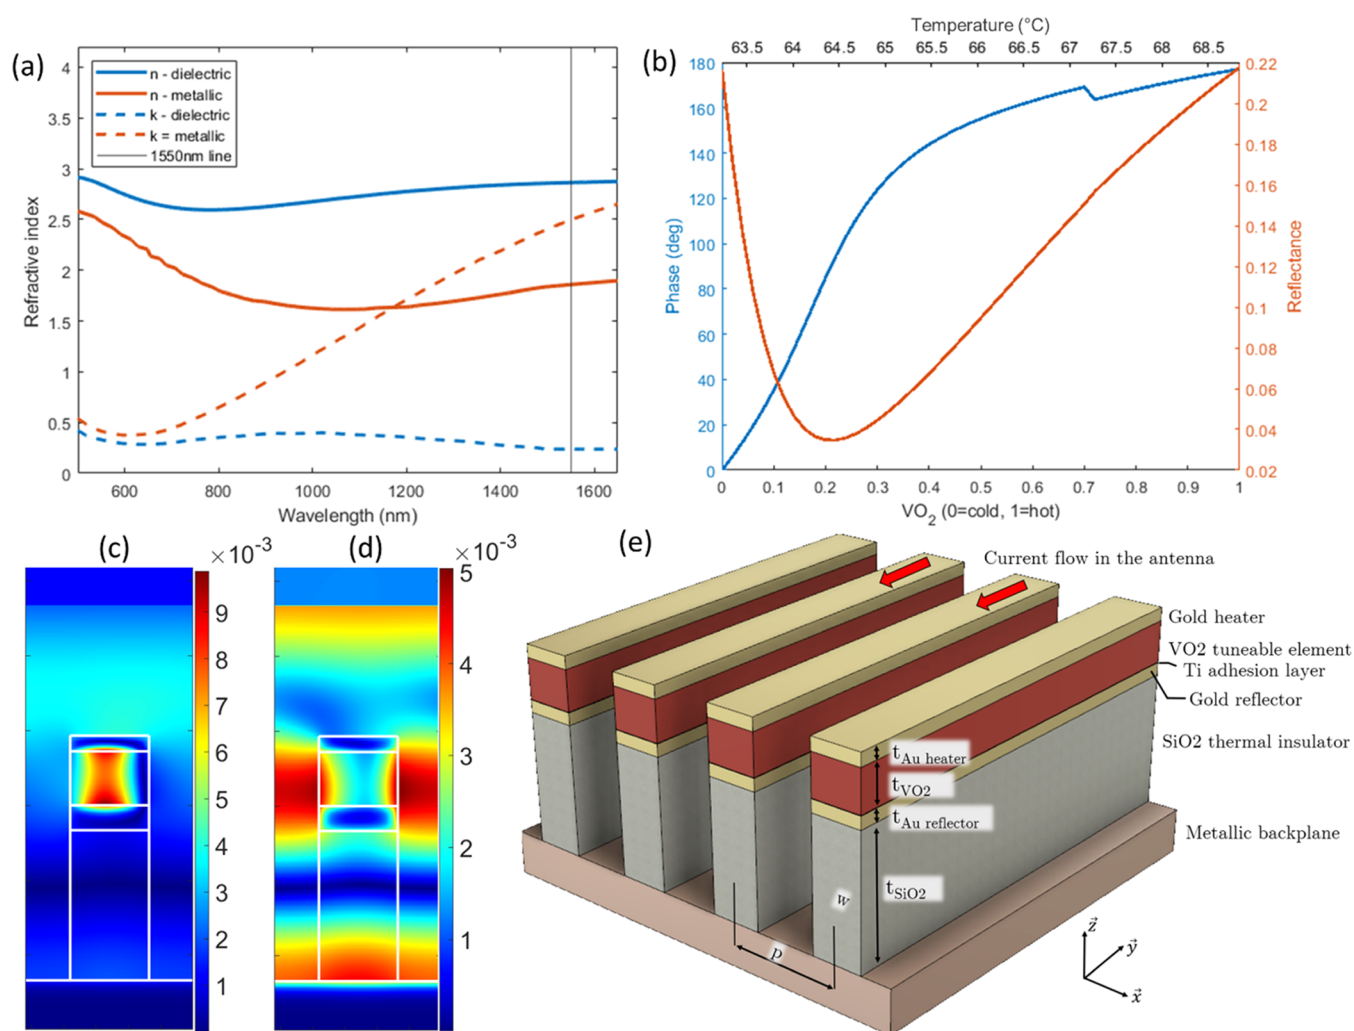 (a)
4
3.5
3
2.5
2
1.5
1
0.5
0
Refractive index
n - dielectric
n - metallic
k - dielectric
k = metallic
1550nm line
600 800 1000 1200 1400 1600
Wavelength (nm)
(b)
Temperature (°C)
63.5 64 64.5 65 65.5 66 66.5 67 67.5 68 68.5
180
160
140
120
100
80
60
40
20
0
Phase (deg)
0.22
0.2
0.18
0.16
0.14
0.12
0.1
0.08
0.06
0.04
0.02
Reflectance
0 0.1 0.2 0.3 0.4 0.5 0.6 0.7 0.8 0.9 1
VO2 (0=cold, 1=hot)
(c)
×10-3
9
8
7
6
5
4
3
2
1
(d)
×10-3
5
4
3
2
1
(e)
Current flow in the antenna
Gold heater
VO2 tuneable element
Ti adhesion layer
Gold reflector
SiO2 thermal insulator
Metallic backplane
tAu heater
tVO2
tAu reflector
tSiO2
w
p
z
y
x